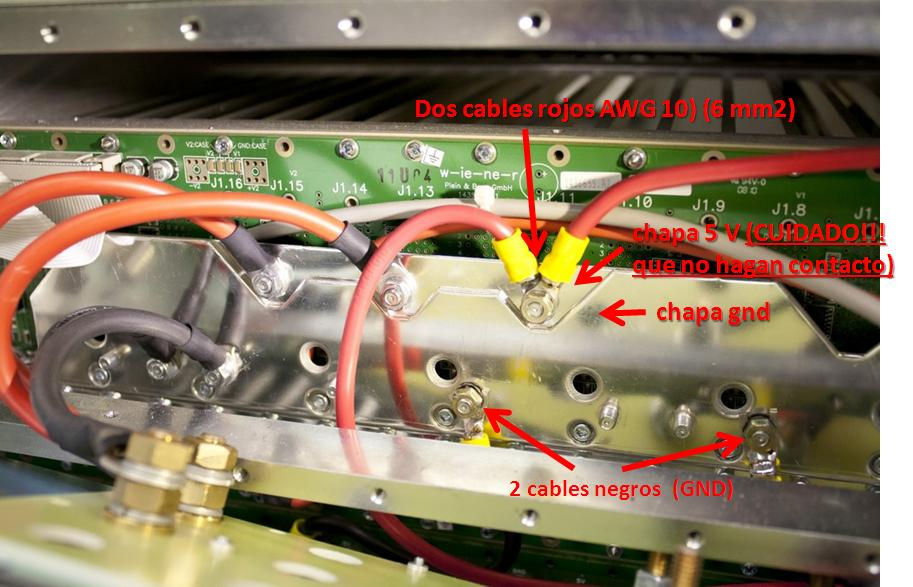 Dos cables rojos AWG 10) (6 mm2)
V2:CASE GND:CASE
11U04
w-ie-ne-r
Plein & Baus GmbH
J1.16
J1.15
J1.14
J1.13
J1.9
J1.8
chapa 5 V (CUIDADO!!!
que no hagan contacto)
chapa gnd
2 cables negros (GND)